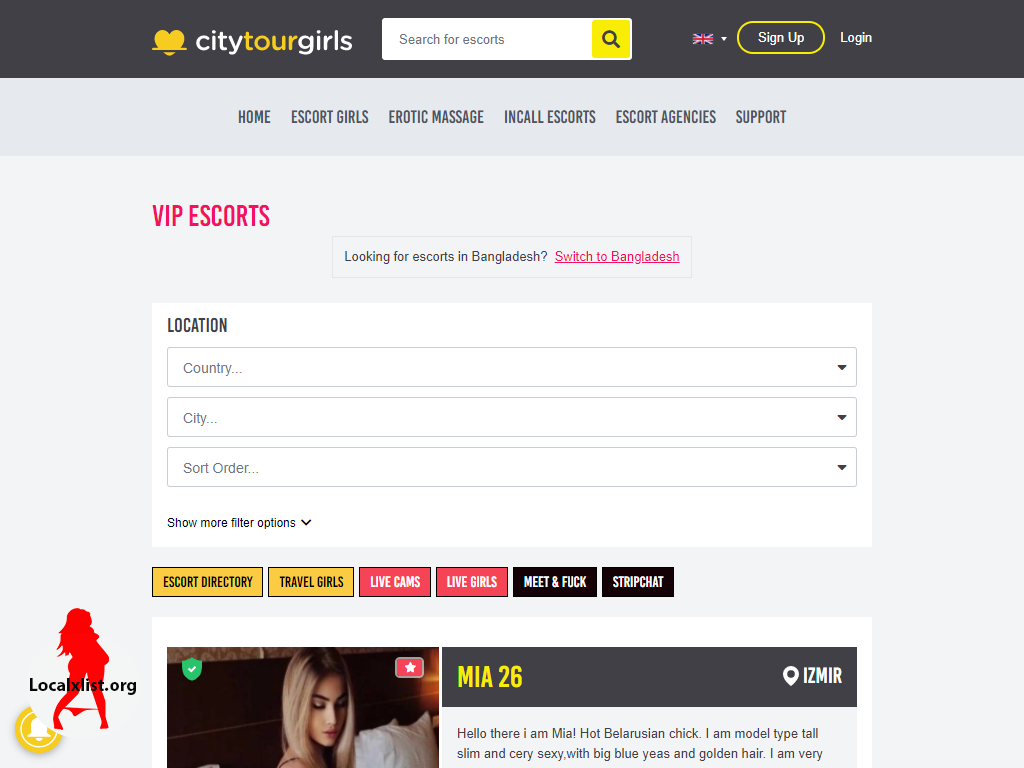 citytourgirls
Search for escorts
Sign Up
Login
HOME
ESCORT GIRLS
EROTIC MASSAGE
INCALL ESCORTS
ESCORT AGENCIES
SUPPORT
VIP ESCORTS
Looking for escorts in Bangladesh? Switch to Bangladesh
LOCATION
Country...
City...
Sort Order...
Show more filter options
ESCORT DIRECTORY
TRAVEL GIRLS
LIVE CAMS
LIVE GIRLS
MEET & FUCK
STRIPCHAT
MIA 26
IZMIR
Hello there i am Mia! Hot Belarusian chick. I am model type tall
slim and cery sexy,with big blue yeas and golden hair. I am very
Localxlist.org